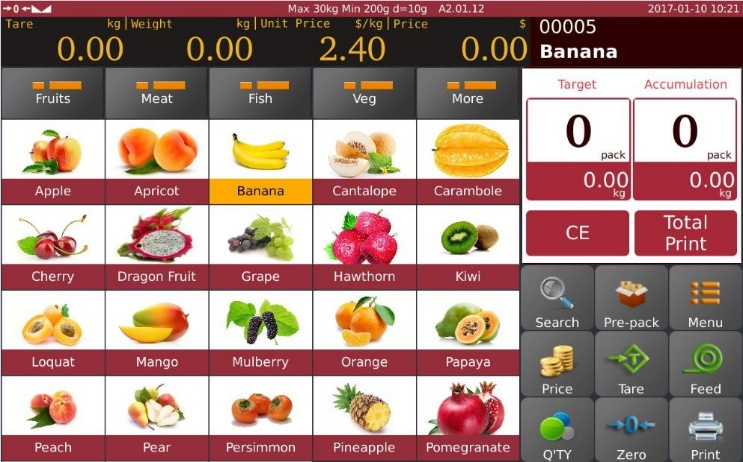 →0← Max 30kg Min 200g d=10g A2.01.12 2017-01-10 10:21
Tare kg Weight kg Unit Price $/kg Price $
0.00 0.00 2.40 0.00
00005
Banana
Fruits Meat Fish Veg More
Target Accumulation
0 pack 0 pack
0.00 kg 0.00 kg
CE Total Print
Apple Apricot Banana Cantalope Carambole
Cherry Dragon Fruit Grape Hawthorn Kiwi
Loquat Mango Mulberry Orange Papaya
Peach Pear Persimmon Pineapple Pomegranate
Search Pre-pack Menu
Price Tare Feed
Q'TY Zero Print